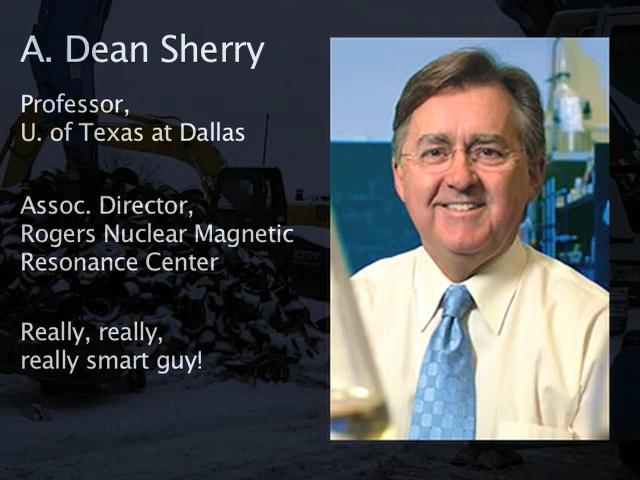 A. Dean Sherry
Professor,
U. of Texas at Dallas
Assoc. Director,
Rogers Nuclear Magnetic
Resonance Center
Really, really,
really smart guy!